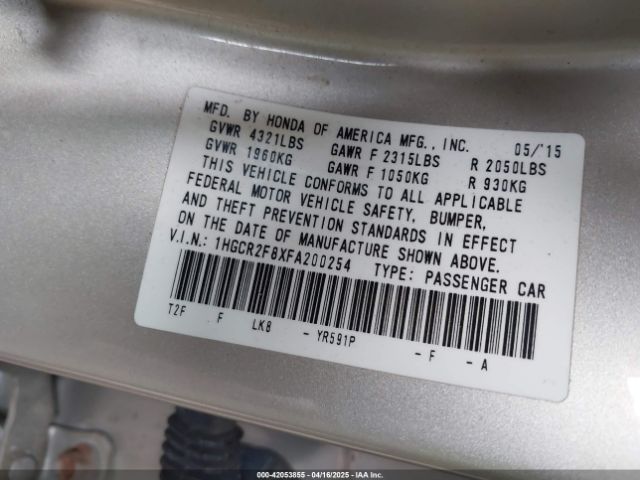 MFD. BY HONDA OF AMERICA MFG., INC. 05/'15
GVWR 4321LBS GAWR F 2315LBS R 2050LBS
GVWR 1960KG GAWR F 1050KG R 930KG
THIS VEHICLE CONFORMS TO ALL APPLICABLE
FEDERAL MOTOR VEHICLE SAFETY, BUMPER,
AND THEFT PREVENTION STANDARDS IN EFFECT
ON THE DATE OF MANUFACTURE SHOWN ABOVE.
V.I.N.: 1HGCR2F8XFA200254 TYPE: PASSENGER CAR
T2F F LK8 - YR591P - F - A
000-42053855 - 04/16/2025 - IAA Inc.